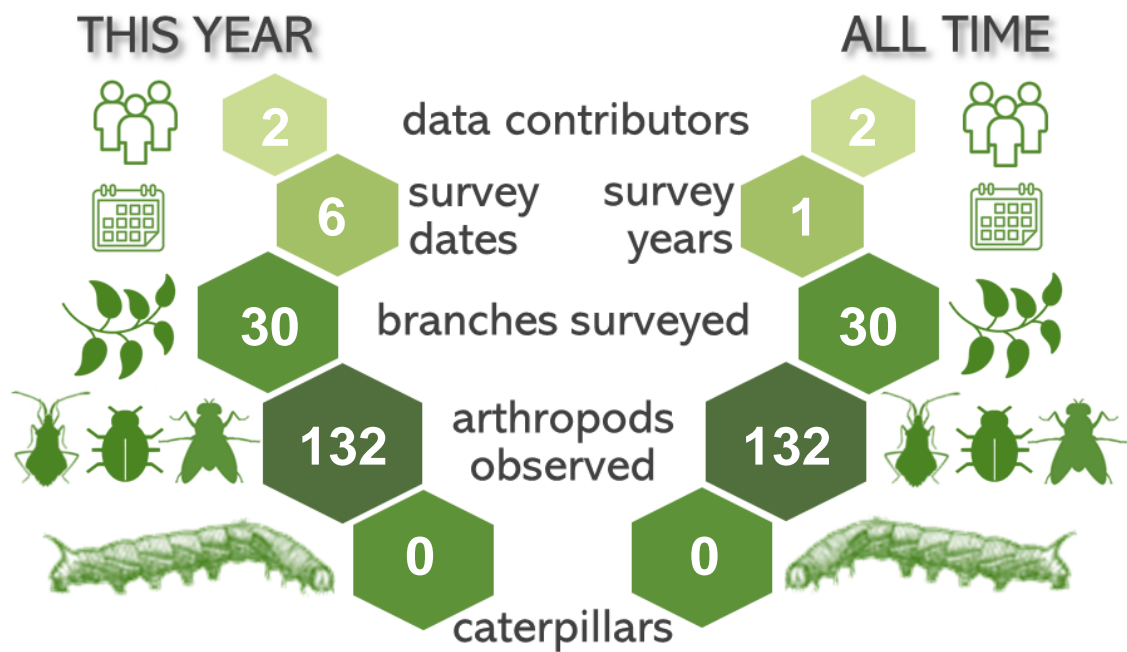 THIS YEAR ALL TIME
2 data contributors 2
6 survey dates survey years 1
30 branches surveyed 30
132 arthropods observed 132
0 caterpillars 0